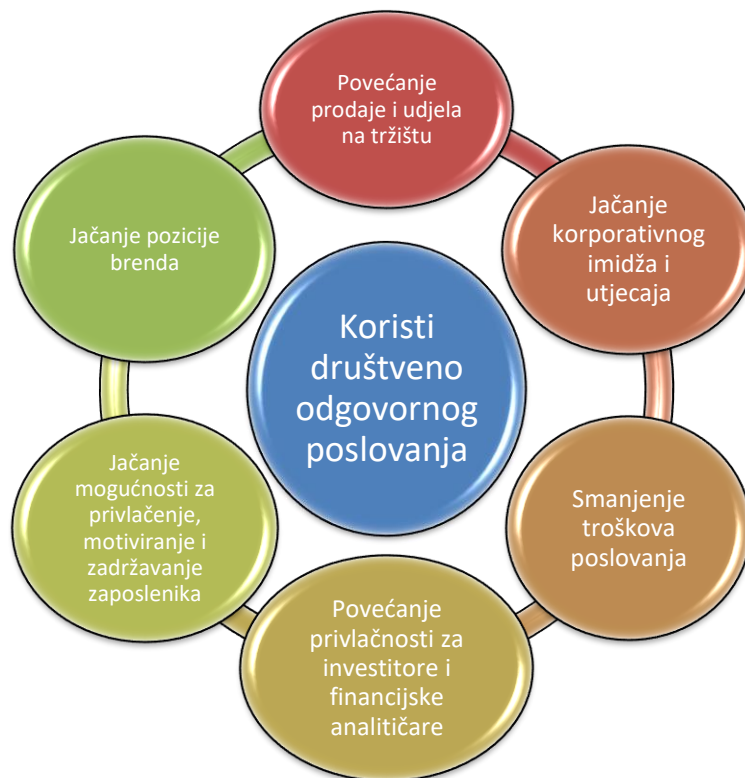 Povećanje
prodaje i udjela
na tržištu
Jačanje
korporativnog
imidža i
utjecaja
Smanjenje
troškova
poslovanja
Povećanje
privlačnosti za
investitore i
financijske
analitičare
Jačanje
mogućnosti za
privlačenje,
motiviranje i
zadržavanje
zaposlenika
Jačanje pozicije
brenda
Koristi
društveno
odgovornog
poslovanja